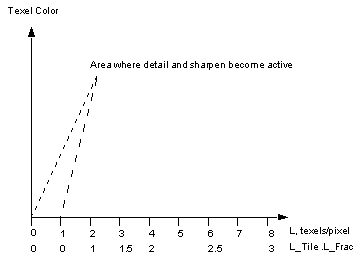 Texel Color
Area where detail and sharpen become active
0 1 2 3 4 5 6 7 8 L, texels/pixel
0 0 1 1.5 2 2.5 3 L_Tile .L_Frac